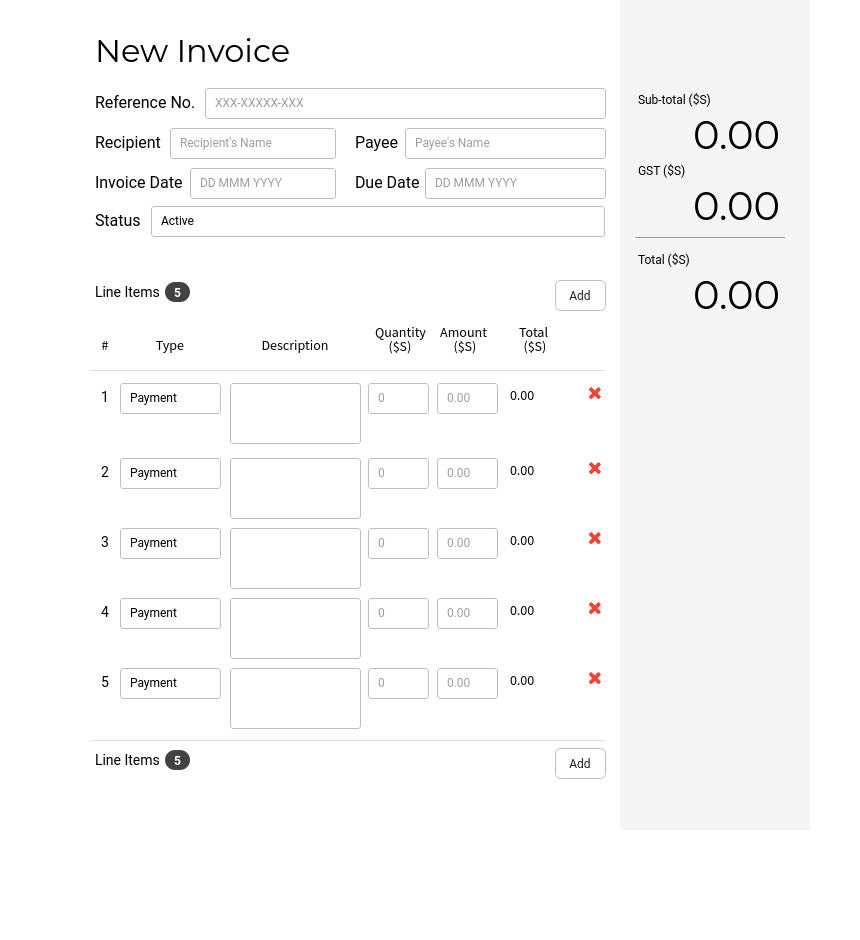 New Invoice
Reference No. XXX-XXXXX-XXX
Recipient Recipient's Name Payee Payee's Name
Invoice Date DD MMM YYYY Due Date DD MMM YYYY
Status Active
Line Items 5 Add
# Type Description Quantity ($S) Amount ($S) Total ($S)
1 Payment 0 0.00 0.00
2 Payment 0 0.00 0.00
3 Payment 0 0.00 0.00
4 Payment 0 0.00 0.00
5 Payment 0 0.00 0.00
Line Items 5 Add
Sub-total ($S)
0.00
GST ($S)
0.00
Total ($S)
0.00